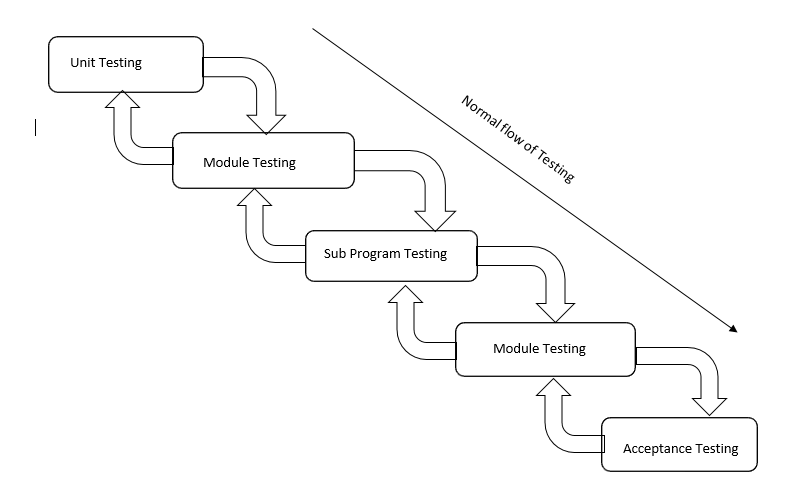 Unit Testing
Module Testing
Normal flow of Testing
Sub Program Testing
Module Testing
Acceptance Testing